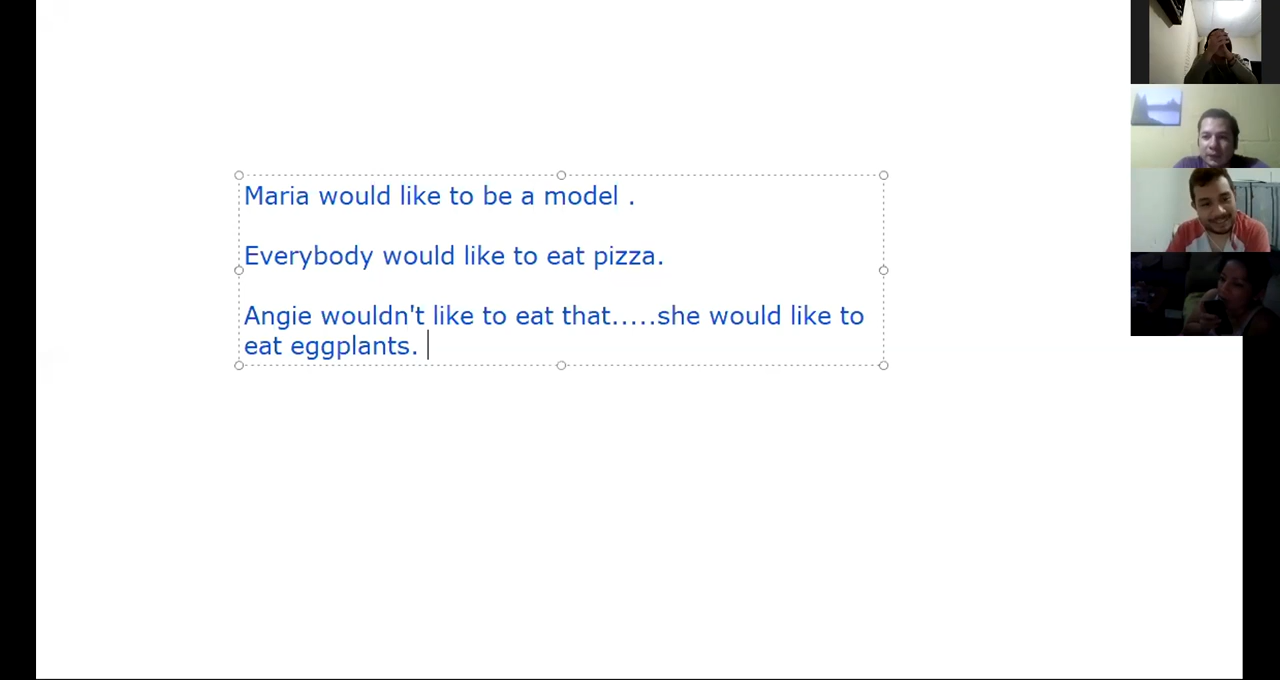 Maria would like to be a model .
Everybody would like to eat pizza.
Angie wouldn't like to eat that.....she would like to
eat eggplants.